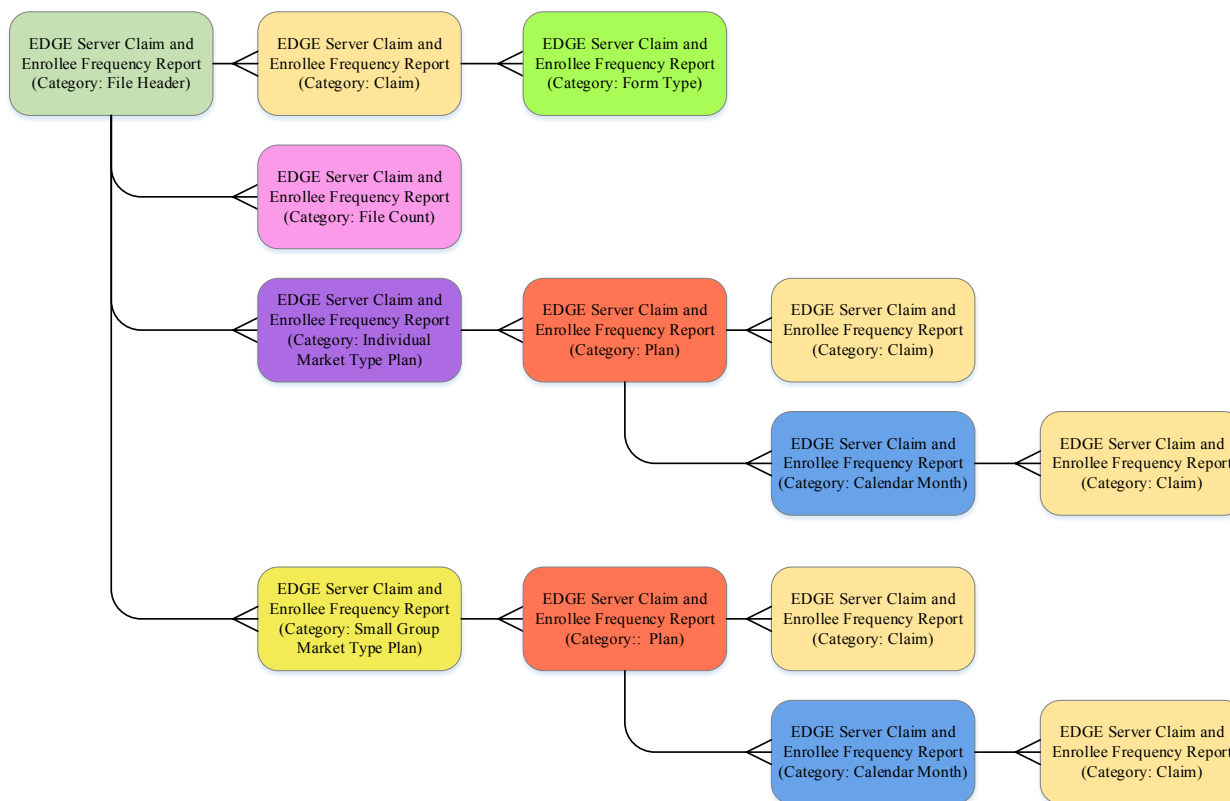 EDGE Server Claim and
Enrollee Frequency Report
(Category: File Header)
EDGE Server Claim and
Enrollee Frequency Report
(Category: Claim)
EDGE Server Claim and
Enrollee Frequency Report
(Category: Form Type)
EDGE Server Claim and
Enrollee Frequency Report
(Category: File Count)
EDGE Server Claim and
Enrollee Frequency Report
(Category: Individual
Market Type Plan)
EDGE Server Claim and
Enrollee Frequency Report
(Category: Plan)
EDGE Server Claim and
Enrollee Frequency Report
(Category: Claim)
EDGE Server Claim and
Enrollee Frequency Report
(Category: Calendar Month)
EDGE Server Claim and
Enrollee Frequency Report
(Category: Claim)
EDGE Server Claim and
Enrollee Frequency Report
(Category: Small Group
Market Type Plan)
EDGE Server Claim and
Enrollee Frequency Report
(Category:: Plan)
EDGE Server Claim and
Enrollee Frequency Report
(Category: Claim)
EDGE Server Claim and
Enrollee Frequency Report
(Category: Calendar Month)
EDGE Server Claim and
Enrollee Frequency Report
(Category: Claim)